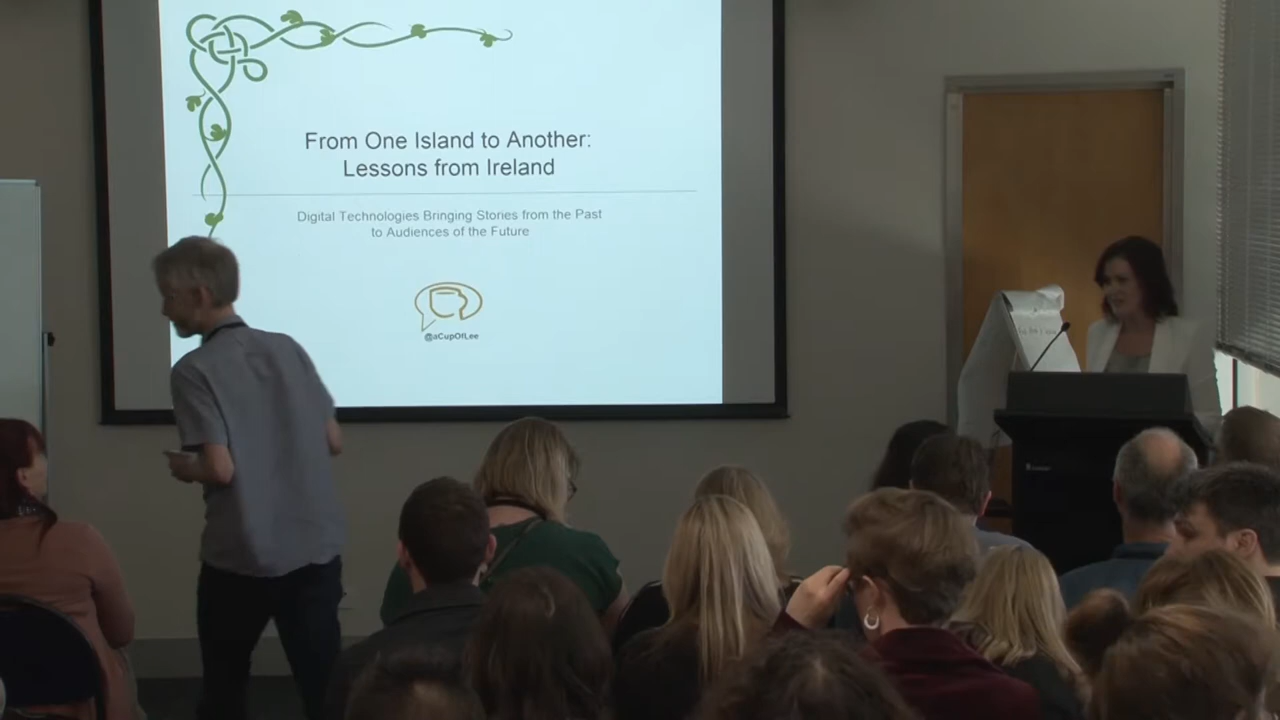 From One Island to Another:
Lessons from Ireland
Digital Technologies Bringing Stories from the Past
to Audiences of the Future
@aCupOfLee